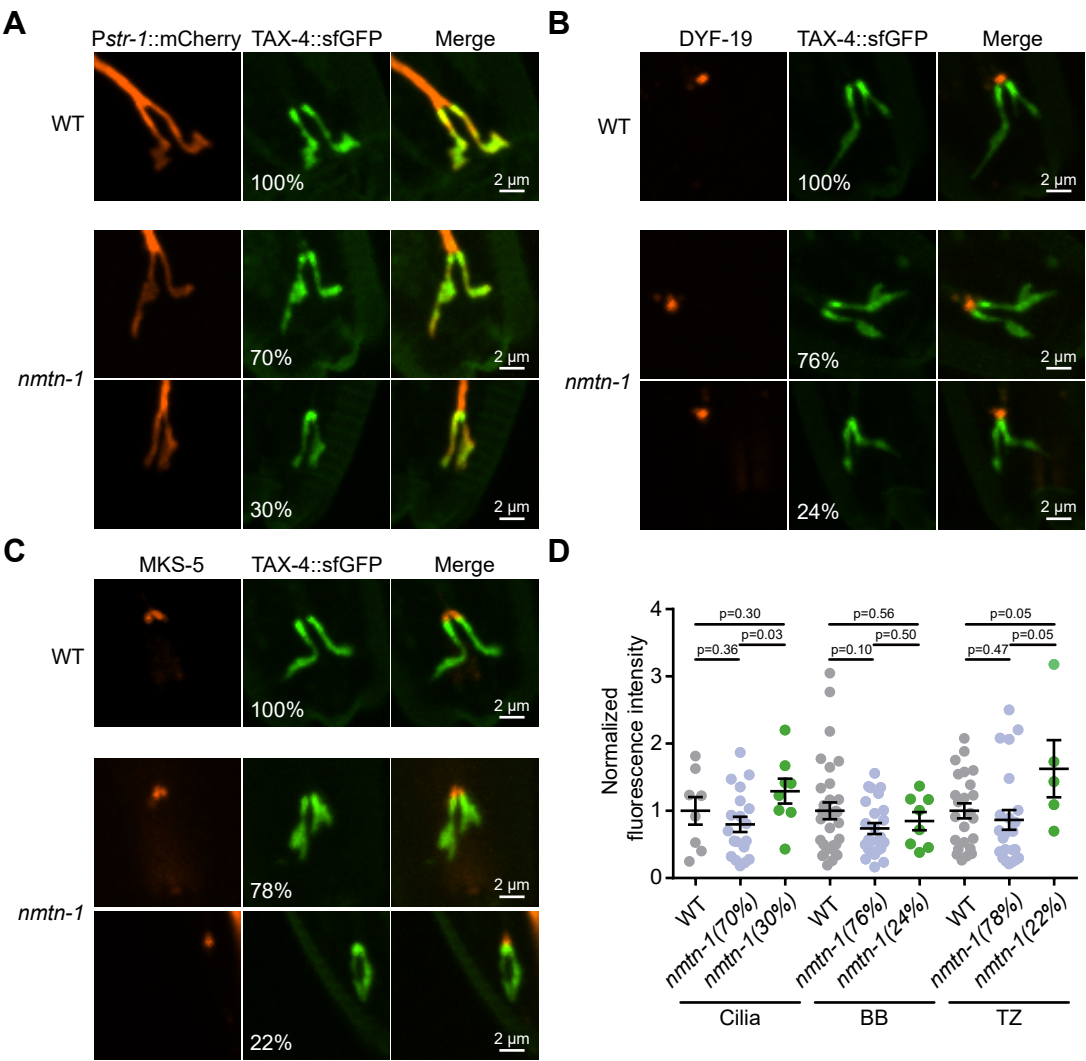 A
Pstr-1::mCherry TAX-4::sfGFP Merge
WT
100%
2 µm
nmtn-1
70%
2 µm
30%
2 µm
B
DYF-19 TAX-4::sfGFP Merge
WT
100%
2 µm
nmtn-1
76%
2 µm
24%
2 µm
C
MKS-5 TAX-4::sfGFP Merge
WT
100%
2 µm
nmtn-1
78%
2 µm
22%
2 µm
D
Normalized
fluorescence intensity
4
3
2
1
0
p=0.30
p=0.03
p=0.36
p=0.56
p=0.50
p=0.10
p=0.05
p=0.05
p=0.47
WT
nmtn-1(70%)
nmtn-1(30%)
WT
nmtn-1(76%)
nmtn-1(24%)
WT
nmtn-1(78%)
nmtn-1(22%)
Cilia
BB
TZ